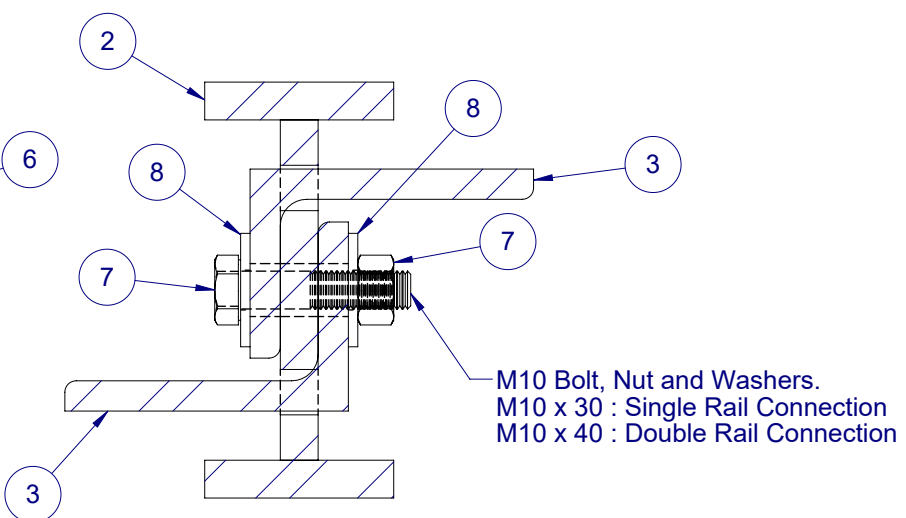 2
8
6
8
3
7
7
M10 Bolt, Nut and Washers.
M10 x 30 : Single Rail Connection
M10 x 40 : Double Rail Connection
3